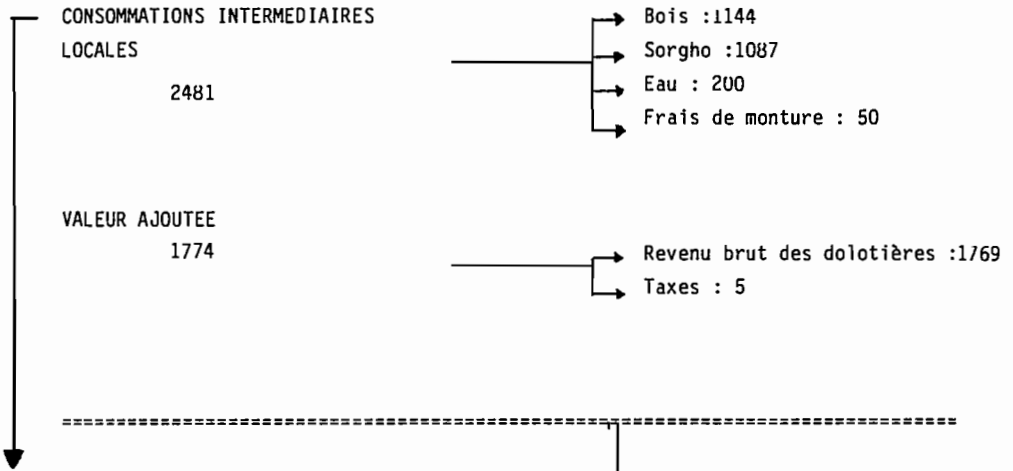 CONSOMMATIONS INTERMEDIAIRES
LOCALES
2481
Bois :1144
Sorgho :1087
Eau : 200
Frais de monture : 50
VALEUR AJOUTEE
1774
Revenu brut des dolotières :1769
Taxes : 5